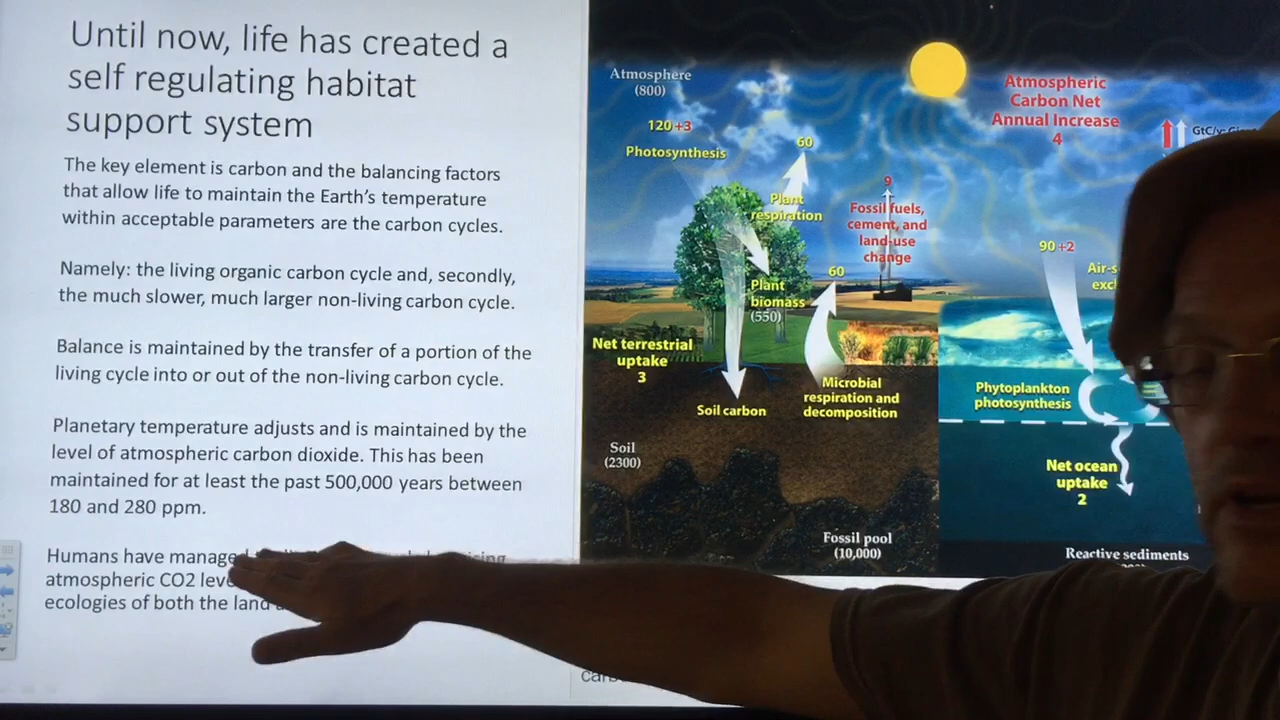 Until now, life has created a
self regulating habitat
support system
The key element is carbon and the balancing factors
that allow life to maintain the Earth's temperature
within acceptable parameters are the carbon cycles.
Namely: the living organic carbon cycle and, secondly,
the much slower, much larger non-living carbon cycle.
Balance is maintained by the transfer of a portion of the
living cycle into or out of the non-living carbon cycle.
Planetary temperature adjusts and is maintained by the
level of atmospheric carbon dioxide. This has been
maintained for at least the past 500,000 years between
180 and 280 ppm.
Humans have manage
atmospheric CO2 leve
ecologies of both the land
Atmosphere
(800)
120+3
Photosynthesis
60
Plant
respiration
Plant
biomass
(550)
60
9
Fossil fuels,
cement, and
land-use
change
Atmospheric
Carbon Net
Annual Increase
4
GtC/y:
90+2
Air-s
exc
Net terrestrial
uptake
3
Soil carbon
Microbial
respiration and
decomposition
Phytoplankton
photosynthesis
Soil
(2300)
Net ocean
uptake
2
Fossil pool
(10,000)
Reactive sediments